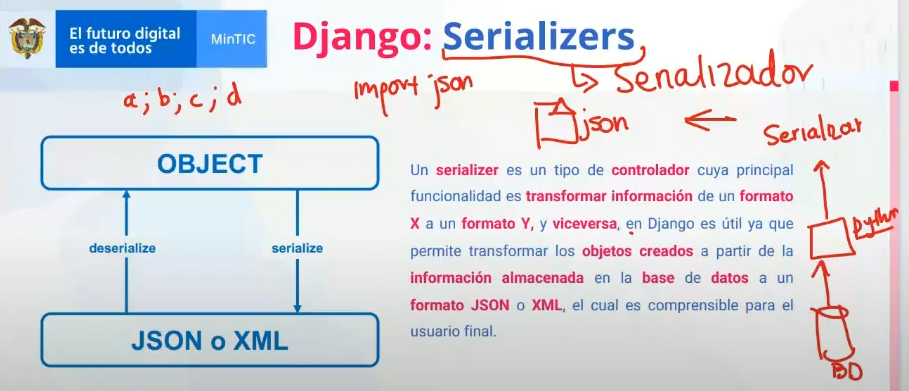 El futuro digital
es de todos
MinTIC
Django: Serializers
import json
Serializador
a; b; c; d
json
Serializar
OBJECT
deserialize
serialize
JSON o XML
Un serializer es un tipo de controlador cuya principal
funcionalidad es transformar información de un formato
X a un formato Y, y viceversa, en Django es útil ya que
permite transformar los objetos creados a partir de la
información almacenada en la base de datos a un
formato JSON o XML, el cual es comprensible para el
usuario final.
python
BD